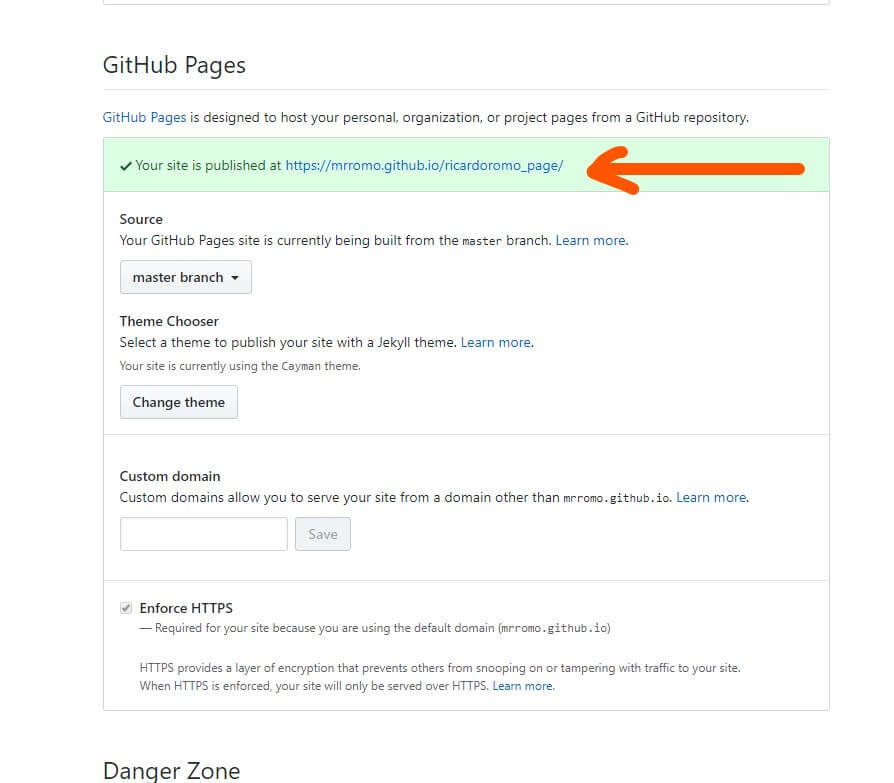 GitHub Pages
GitHub Pages is designed to host your personal, organization, or project pages from a GitHub repository.
Your site is published at https://mrromo.github.io/ricardoromo_page/
Source
Your GitHub Pages site is currently being built from the master branch. Learn more.
master branch
Theme Chooser
Select a theme to publish your site with a Jekyll theme. Learn more.
Your site is currently using the Cayman theme.
Change theme
Custom domain
Custom domains allow you to serve your site from a domain other than mrromo.github.io. Learn more.
Save
Enforce HTTPS
— Required for your site because you are using the default domain (mrromo.github.io)
HTTPS provides a layer of encryption that prevents others from snooping on or tampering with traffic to your site.
When HTTPS is enforced, your site will only be served over HTTPS. Learn more.
Danger Zone